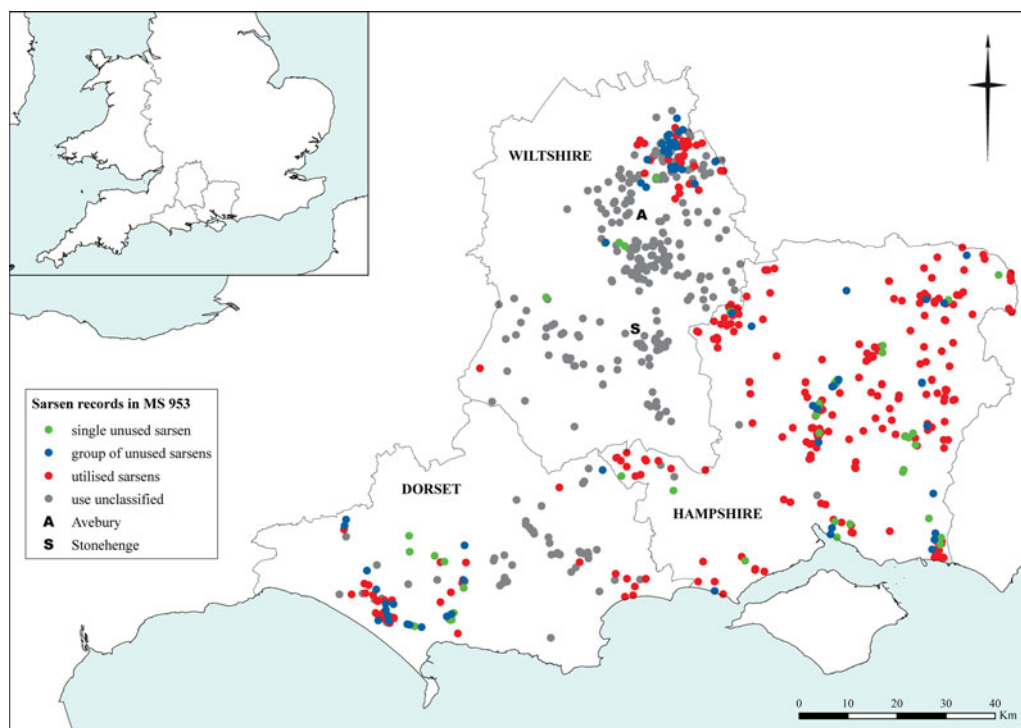 WILTSHIRE
A
S
Sarsen records in MS 953
single unused sarsen
group of unused sarsens
utilised sarsens
use unclassified
A Avebury
S Stonehenge
DORSET
HAMPSHIRE
0 10 20 30 40
Km